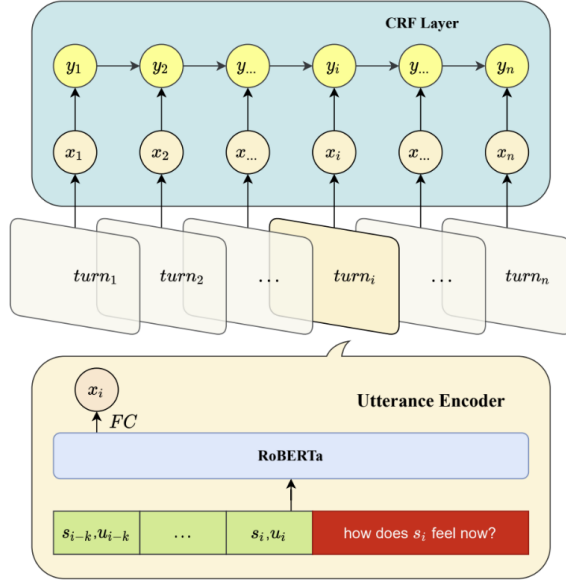 CRF Layer
y₁ y₂ y... yᵢ y... yₙ
x₁ x₂ x... xᵢ x... xₙ
turn₁ turn₂ ... turnᵢ ... turnₙ
xᵢ
Utterance Encoder
FC
RoBERTa
sᵢ₋ₖ,uᵢ₋ₖ ... sᵢ,uᵢ how does sᵢ feel now?